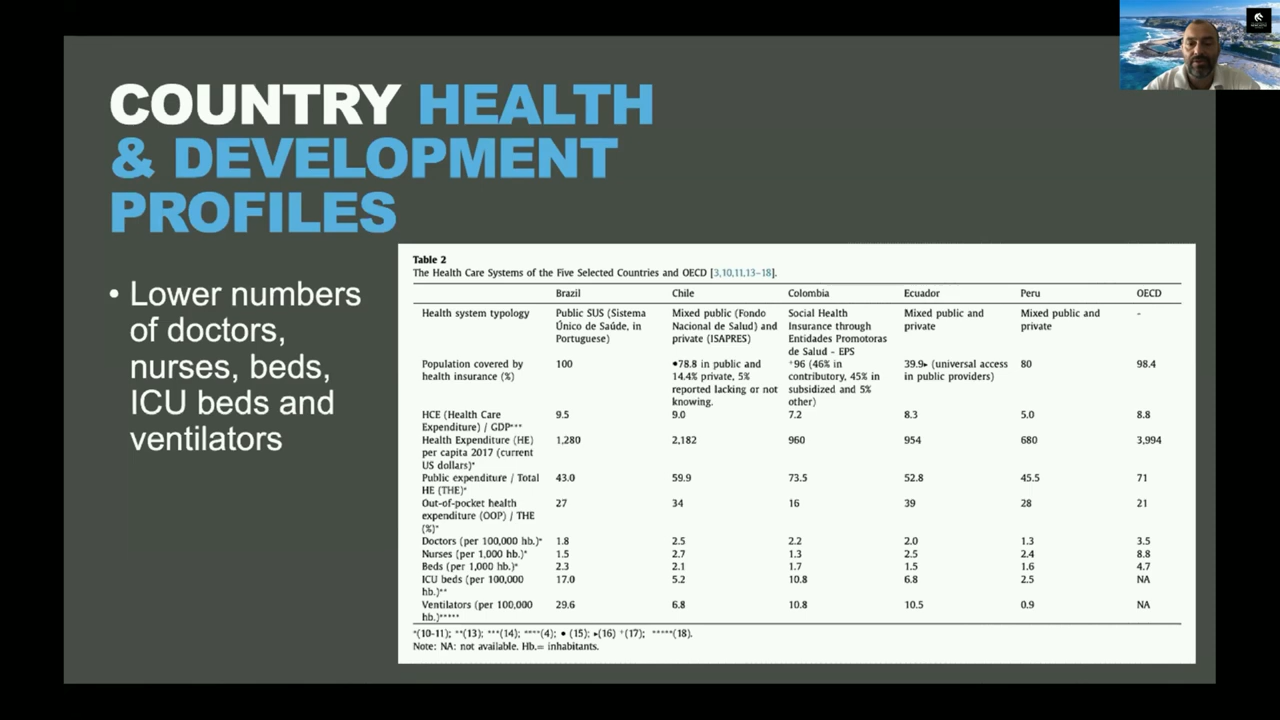 COUNTRY HEALTH
& DEVELOPMENT
PROFILES
• Lower numbers
of doctors,
nurses, beds,
ICU beds and
ventilators
Table 2
The Health Care Systems of the Five Selected Countries and OECD [3,10,11,13–18].
Brazil Chile Colombia Ecuador Peru OECD
Health system typology Public SUS (Sistema Mixed public (Fondo Social Health Mixed public and Mixed public and -
Único de Saúde, in Nacional de Salud) and Insurance through private private
Portuguese) private (ISAPRES) Entidades Promotoras
de Salud – EPS
Population covered by 100 •78.8 in public and °96 (46% in 39.9▸ (universal access 80 98.4
health insurance (%) 14.4% private, 5% contributory, 45% in in public providers)
reported lacking or not subsidized and 5%
knowing. other)
HCE (Health Care 9.5 9.0 7.2 8.3 5.0 8.8
Expenditure) / GDP***
Health Expenditure (HE) 1,280 2,182 960 954 680 3,994
per capita 2017 (current
US dollars)*
Public expenditure / Total 43.0 59.9 73.5 52.8 45.5 71
HE (THE)*
Out-of-pocket health 27 34 16 39 28 21
expenditure (OOP) / THE
(%)*
Doctors (per 100,000 hb.)* 1.8 2.5 2.2 2.0 1.3 3.5
Nurses (per 1,000 hb.)* 1.5 2.7 1.3 2.5 2.4 8.8
Beds (per 1,000 hb.)* 2.3 2.1 1.7 1.5 1.6 4.7
ICU beds (per 100,000 17.0 5.2 10.8 6.8 2.5 NA
hb.)**
Ventilators (per 100,000 29.6 6.8 10.8 10.5 0.9 NA
hb.)*****
*(10-11); **(13); ***(14); ****(4); • (15); ▸(16) °(17); *****(18).
Note: NA: not available. Hb.= inhabitants.